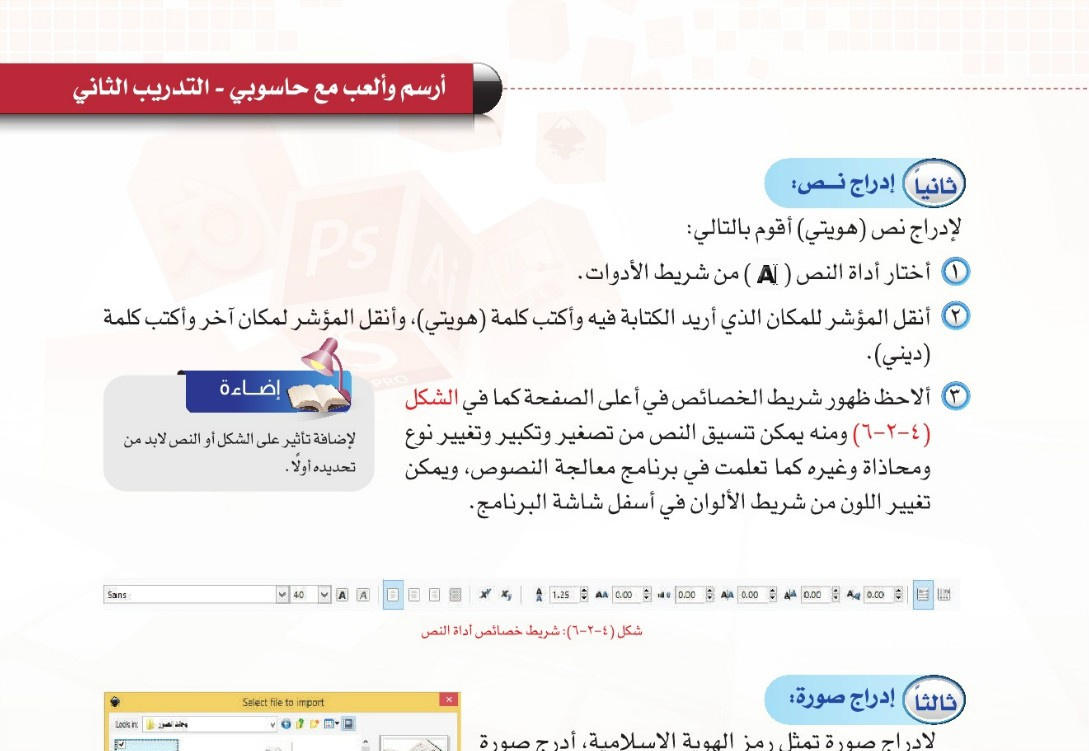 أرسم وألعب مع حاسوبي - التدريب الثاني
ثانياً إدراج نــص:
لإدراج نص (هويتي) أقوم بالتالي:
١ أختار أداة النص ( A ) من شريط الأدوات.
٢ أنقل المؤشر للمكان الذي أريد الكتابة فيه وأكتب كلمة (هويتي)، وأنقل المؤشر لمكان آخر وأكتب كلمة
(ديني).
٣ ألاحظ ظهور شريط الخصائص في أعلى الصفحة كما في الشكل
(٤-٢-٦) ومنه يمكن تنسيق النص من تصغير وتكبير وتغيير نوع
ومحاذاة وغيره كما تعلمت في برنامج معالجة النصوص، ويمكن
تغيير اللون من شريط الألوان في أسفل شاشة البرنامج.
إضــاءة
لإضافة تأثير على الشكل أو النص لابد من
تحديده أولًا.
Sans 40 A A 1.25 0.00 0.00 0.00 0.00 0.00
شكل (٤-٢-٦): شريط خصائص أداة النص
ثالثاً إدراج صورة:
لإدراج صورة تمثل رمز الهوية الإسلامية، أدرج صورة
Select file to import
Look in:
Ps
Ai
PRO